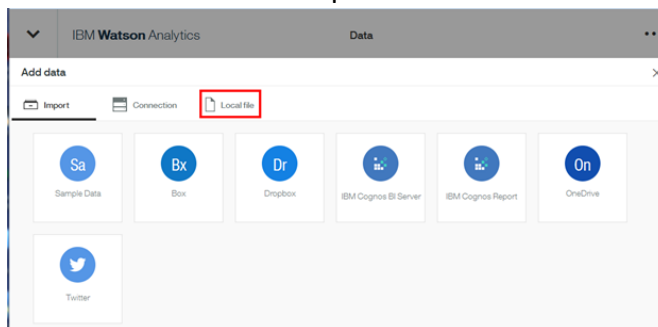 IBM Watson Analytics
Data
Add data
Import
Connection
Local file
Sa
Sample Data
Bx
Box
Dr
Dropbox
IBM Cognos BI Server
IBM Cognos Report
On
OneDrive
Twitter